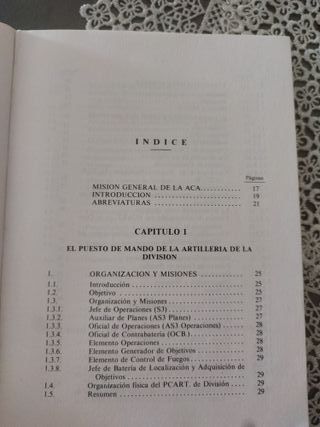 INDICE
Páginas
MISION GENERAL DE LA ACA............ 17
INTRODUCCION ............ 19
ABREVIATURAS ............ 21
CAPITULO 1
EL PUESTO DE MANDO DE LA ARTILLERIA DE LA
DIVISION
1. ORGANIZACION Y MISIONES ............ 25
1.1. Introducción ............ 25
1.2. Objetivo ............ 25
1.3. Organización y Misiones ............ 27
1.3.1. Jefe de Operaciones (S3) ............ 27
1.3.2. Auxiliar de Planes (AS3 Planes) ............ 27
1.3.3. Oficial de Operaciones (AS3 Operaciones) ............ 28
1.3.4. Oficial de Contrabatería (OCB.) ............ 28
1.3.5. Elemento Operaciones ............ 28
1.3.6. Elemento Generador de Objetivos ............ 28
1.3.7. Elemento de Control de Fuegos ............ 29
1.3.8. Jefe de Batería de Localización y Adquisición de
Objetivos ............ 29
1.4. Organización física del PCART. de División ............ 29
1.5. Resumen ............ 29